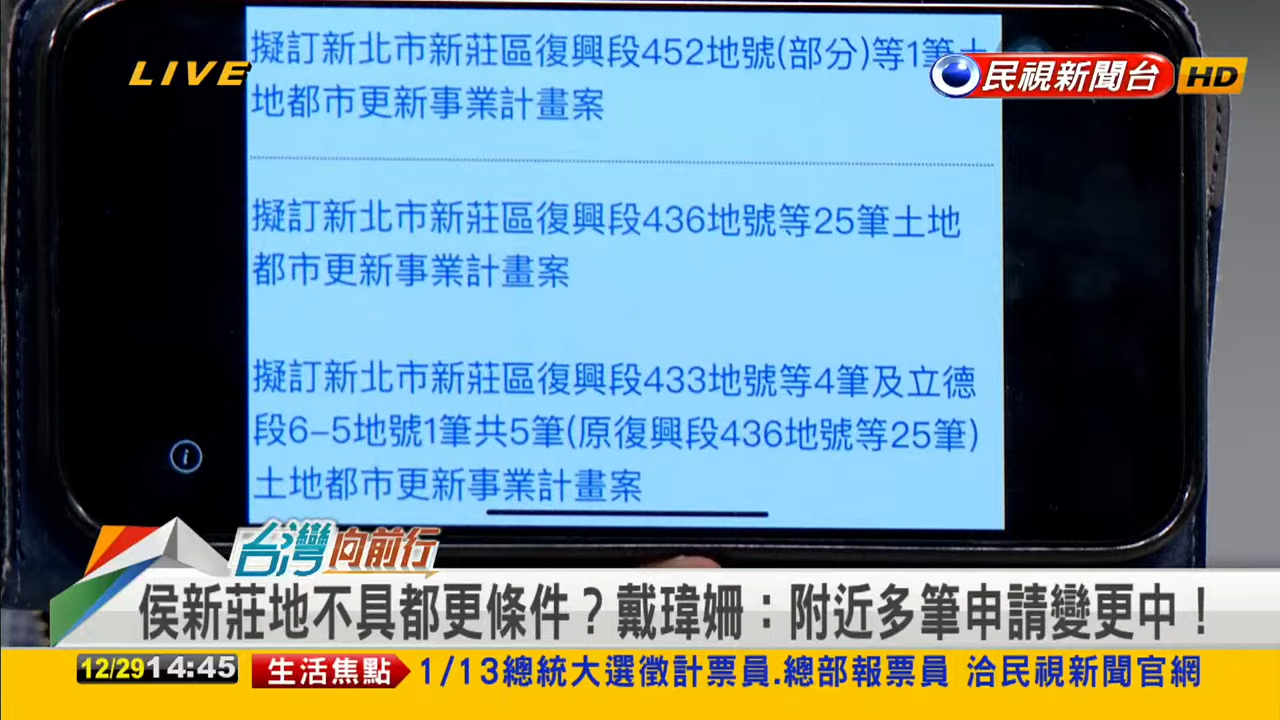 LIVE
民視新聞台 HD
擬訂新北市新莊區復興段452地號(部分)等1筆土
地都市更新事業計畫案
擬訂新北市新莊區復興段436地號等25筆土地
都市更新事業計畫案
擬訂新北市新莊區復興段433地號等4筆及立德
段6-5地號1筆共5筆(原復興段436地號等25筆)
土地都市更新事業計畫案
台灣向前行
侯新莊地不具都更條件?戴瑋姍:附近多筆申請變更中!
12/29 14:45 生活焦點 1/13總統大選徵計票員.總部報票員 洽民視新聞官網